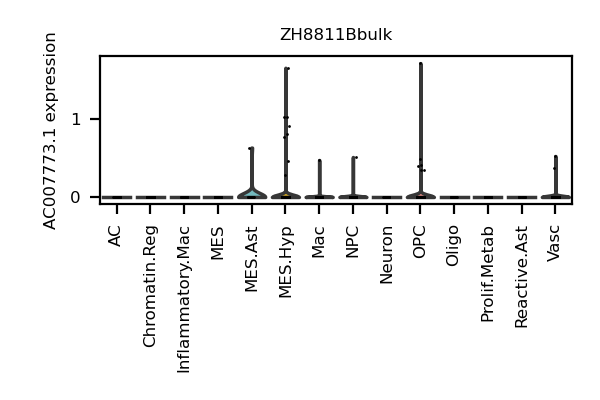 ZH8811Bbulk
AC007773.1 expression
1
0
AC
Chromatin.Reg
Inflammatory.Mac
MES
MES.Ast
MES.Hyp
Mac
NPC
Neuron
OPC
Oligo
Prolif.Metab
Reactive.Ast
Vasc